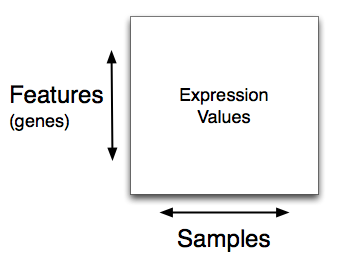 Features
(genes)
Expression
Values
Samples